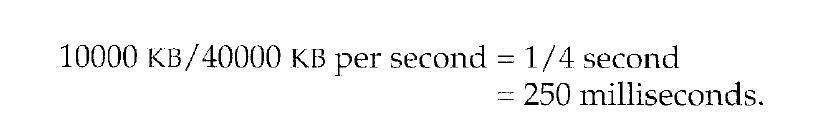 10000 KB/40000 KB per second = 1/4 second
= 250 milliseconds.